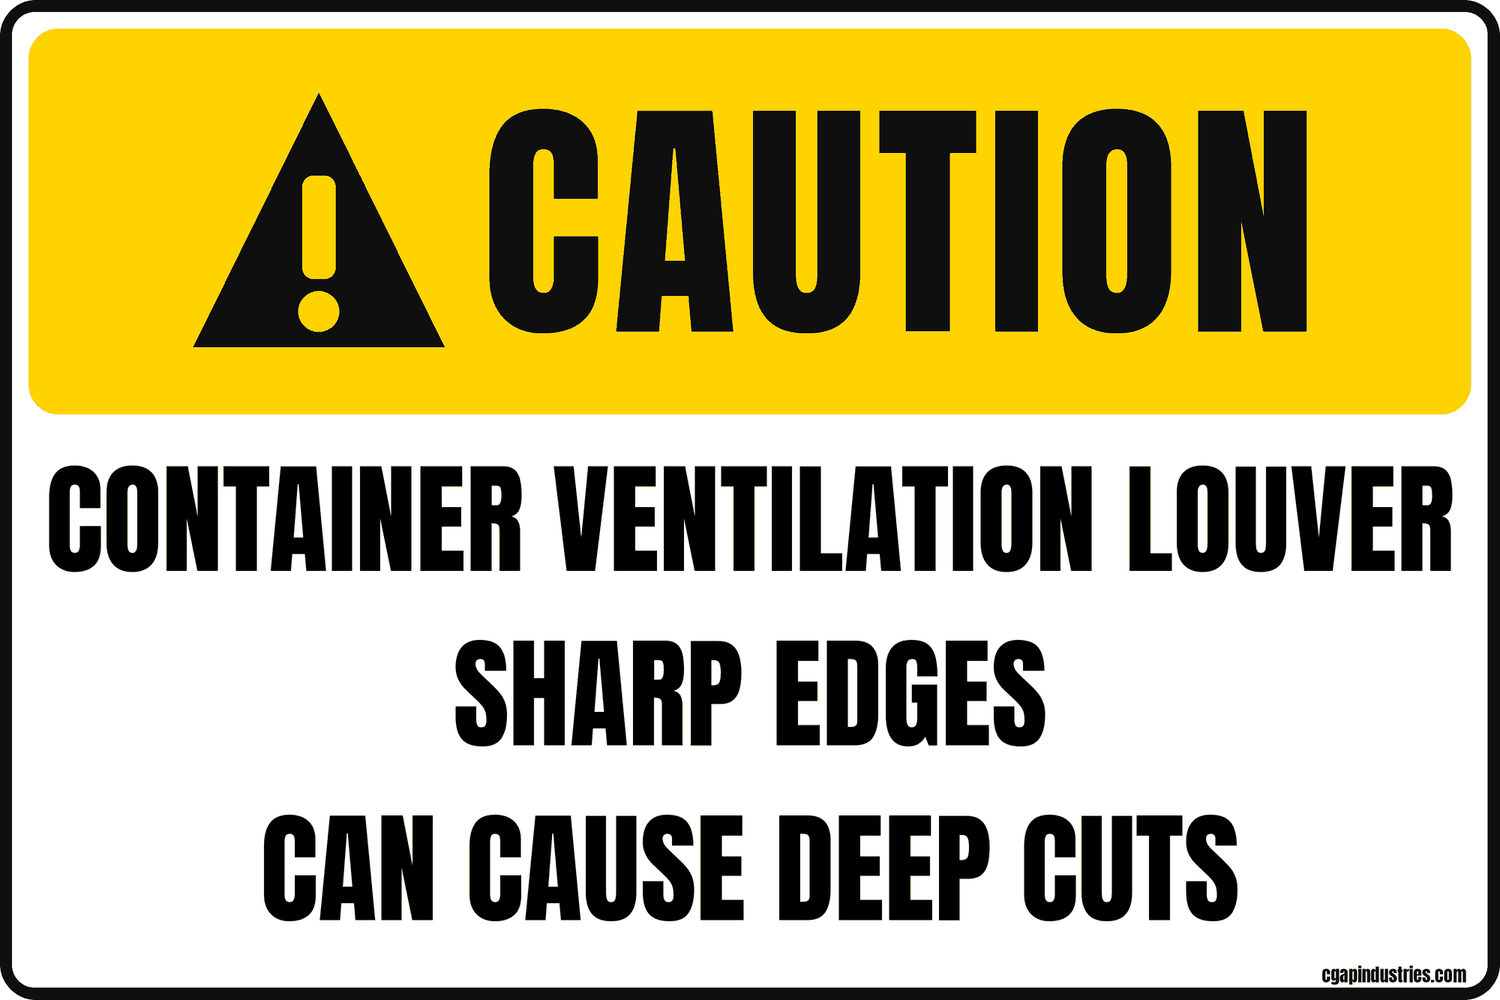 CAUTION
CONTAINER VENTILATION LOUVER
SHARP EDGES
CAN CAUSE DEEP CUTS
cgapindustries.com